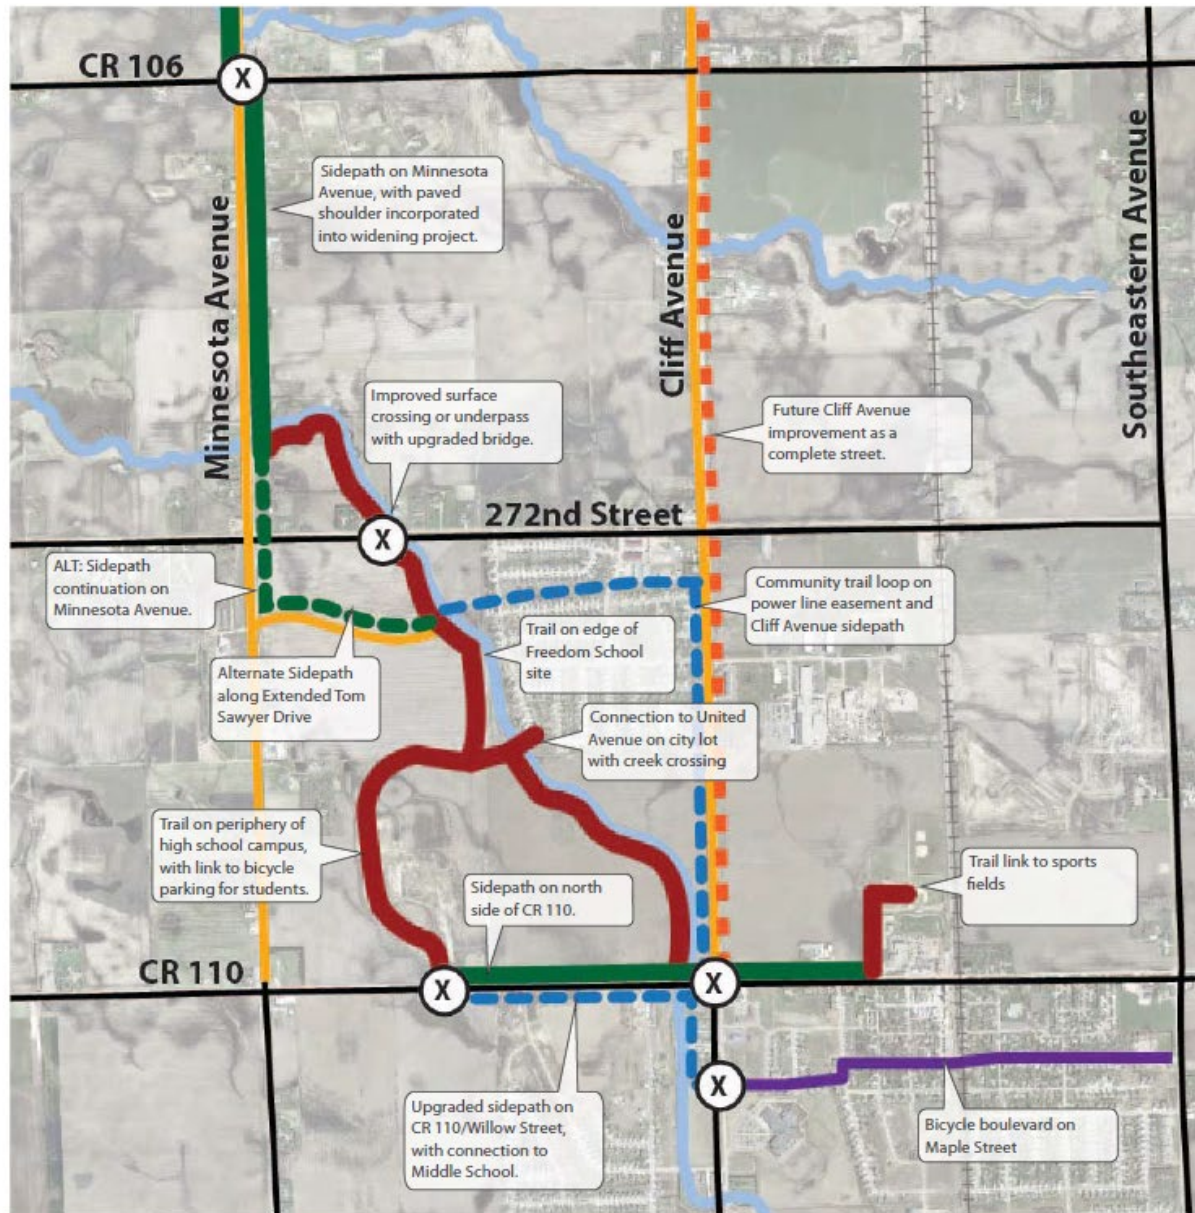 CR 106
X
Sidepath on Minnesota
Avenue, with paved
shoulder incorporated
into widening project.
Minnesota Avenue
Cliff Avenue
Southeastern Avenue
Improved surface
crossing or underpass
with upgraded bridge.
Future Cliff Avenue
improvement as a
complete street.
272nd Street
X
ALT: Sidepath
continuation on
Minnesota Avenue.
Community trail loop on
power line easement and
Cliff Avenue sidepath
Trail on edge of
Freedom School
site
Alternate Sidepath
along Extended Tom
Sawyer Drive
Connection to United
Avenue on city lot
with creek crossing
Trail on periphery of
high school campus,
with link to bicycle
parking for students.
Trail link to sports
fields
Sidepath on north
side of CR 110.
CR 110
X
X
X
Upgraded sidepath on
CR 110/Willow Street,
with connection to
Middle School.
Bicycle boulevard on
Maple Street